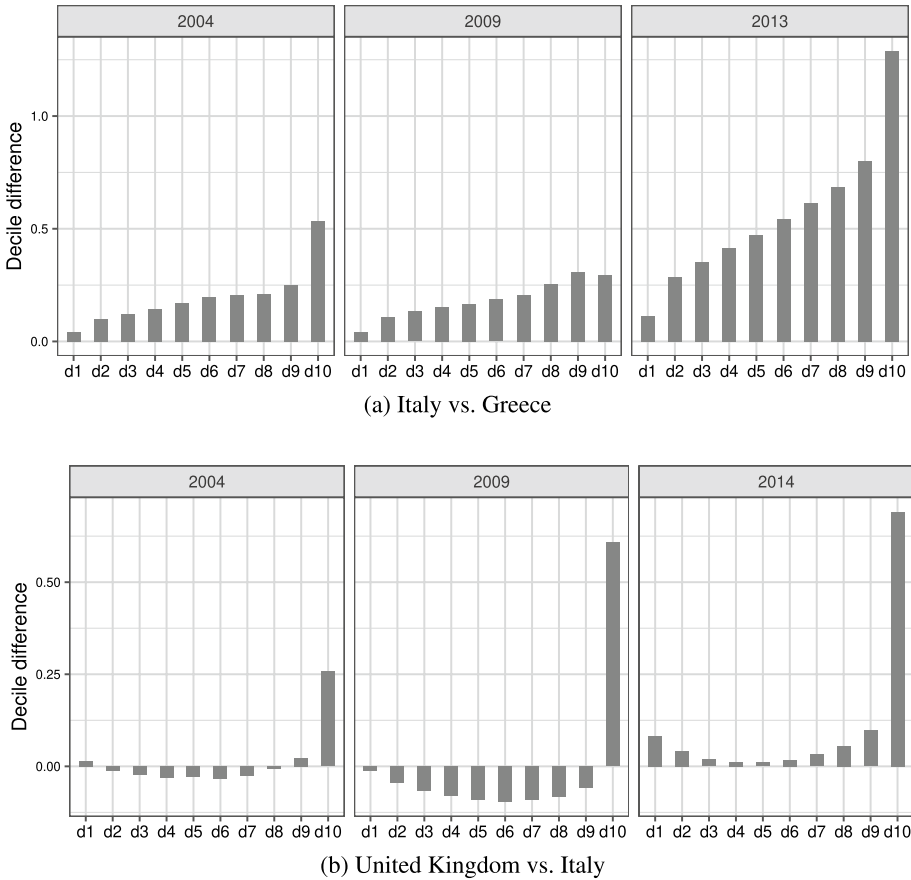 2004 2009 2013
Decile difference
1.0
0.5
0.0
d1 d2 d3 d4 d5 d6 d7 d8 d9 d10 d1 d2 d3 d4 d5 d6 d7 d8 d9 d10 d1 d2 d3 d4 d5 d6 d7 d8 d9 d10
(a) Italy vs. Greece
2004 2009 2014
Decile difference
0.50
0.25
0.00
d1 d2 d3 d4 d5 d6 d7 d8 d9 d10 d1 d2 d3 d4 d5 d6 d7 d8 d9 d10 d1 d2 d3 d4 d5 d6 d7 d8 d9 d10
(b) United Kingdom vs. Italy